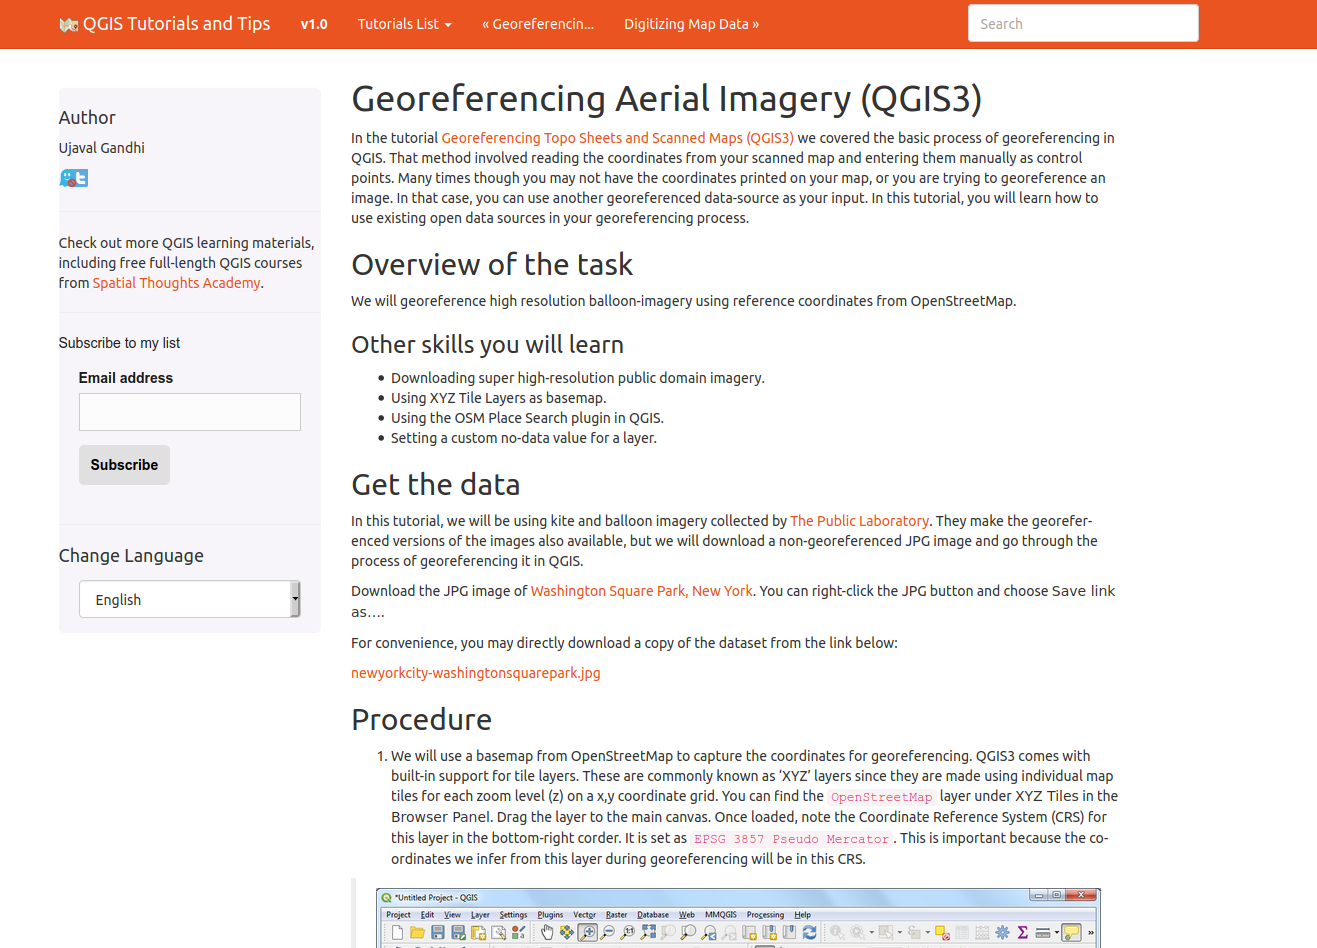 QGIS Tutorials and Tips v1.0 Tutorials List « Georeferencin... Digitizing Map Data » Search
Author
Ujaval Gandhi
Check out more QGIS learning materials,
including free full-length QGIS courses
from Spatial Thoughts Academy.
Subscribe to my list
Email address
Subscribe
Change Language
English
Georeferencing Aerial Imagery (QGIS3)
In the tutorial Georeferencing Topo Sheets and Scanned Maps (QGIS3) we covered the basic process of georeferencing in
QGIS. That method involved reading the coordinates from your scanned map and entering them manually as control
points. Many times though you may not have the coordinates printed on your map, or you are trying to georeference an
image. In that case, you can use another georeferenced data-source as your input. In this tutorial, you will learn how to
use existing open data sources in your georeferencing process.
Overview of the task
We will georeference high resolution balloon-imagery using reference coordinates from OpenStreetMap.
Other skills you will learn
• Downloading super high-resolution public domain imagery.
• Using XYZ Tile Layers as basemap.
• Using the OSM Place Search plugin in QGIS.
• Setting a custom no-data value for a layer.
Get the data
In this tutorial, we will be using kite and balloon imagery collected by The Public Laboratory. They make the georefer-
enced versions of the images also available, but we will download a non-georeferenced JPG image and go through the
process of georeferencing it in QGIS.
Download the JPG image of Washington Square Park, New York. You can right-click the JPG button and choose Save link
as….
For convenience, you may directly download a copy of the dataset from the link below:
newyorkcity-washingtonsquarepark.jpg
Procedure
1. We will use a basemap from OpenStreetMap to capture the coordinates for georeferencing. QGIS3 comes with
built-in support for tile layers. These are commonly known as ‘XYZ’ layers since they are made using individual map
tiles for each zoom level (z) on a x,y coordinate grid. You can find the OpenStreetMap layer under XYZ Tiles in the
Browser Panel. Drag the layer to the main canvas. Once loaded, note the Coordinate Reference System (CRS) for
this layer in the bottom-right corder. It is set as EPSG 3857 Pseudo Mercator. This is important because the co-
ordinates we infer from this layer during georeferencing will be in this CRS.
*Untitled Project - QGIS
Project Edit View Layer Settings Plugins Vector Raster Database Web MMQGIS Processing Help